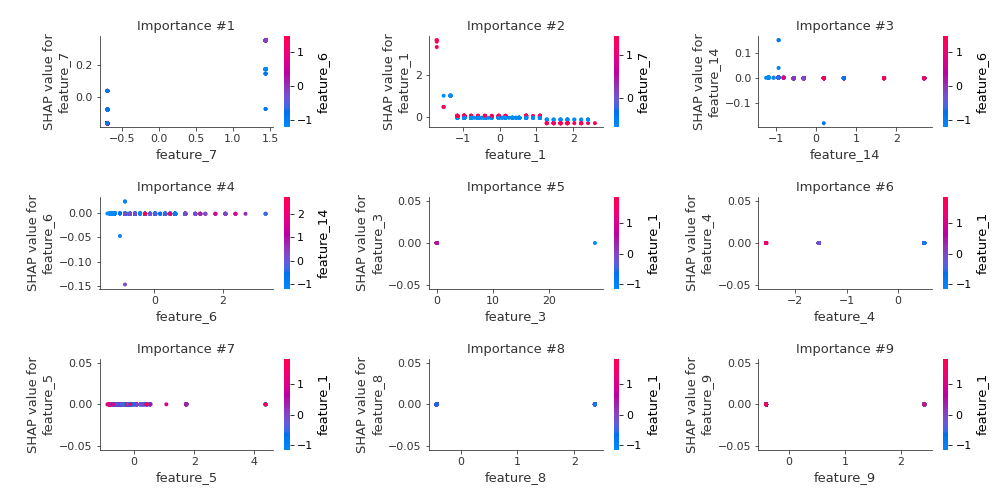 Importance #1
SHAP value for
feature_7
0.2
0.0
−0.5
0.0
0.5
1.0
1.5
feature_7
1
0
−1
feature_6
Importance #2
SHAP value for
feature_1
2
0
−1
0
1
2
feature_1
1
0
feature_7
Importance #3
SHAP value for
feature_14
0.1
0.0
−0.1
−1
0
1
2
feature_14
1
0
−1
feature_6
Importance #4
SHAP value for
feature_6
0.00
−0.05
−0.10
−0.15
0
2
feature_6
2
1
0
−1
feature_14
Importance #5
SHAP value for
feature_3
0.05
0.00
−0.05
0
10
20
feature_3
1
0
−1
feature_1
Importance #6
SHAP value for
feature_4
0.05
0.00
−0.05
−2
−1
0
feature_4
1
0
−1
feature_1
Importance #7
SHAP value for
feature_5
0.05
0.00
−0.05
0
2
4
feature_5
1
0
−1
feature_1
Importance #8
SHAP value for
feature_8
0.05
0.00
−0.05
0
1
2
feature_8
1
0
−1
feature_1
Importance #9
SHAP value for
feature_9
0.05
0.00
−0.05
0
1
2
feature_9
1
0
−1
feature_1